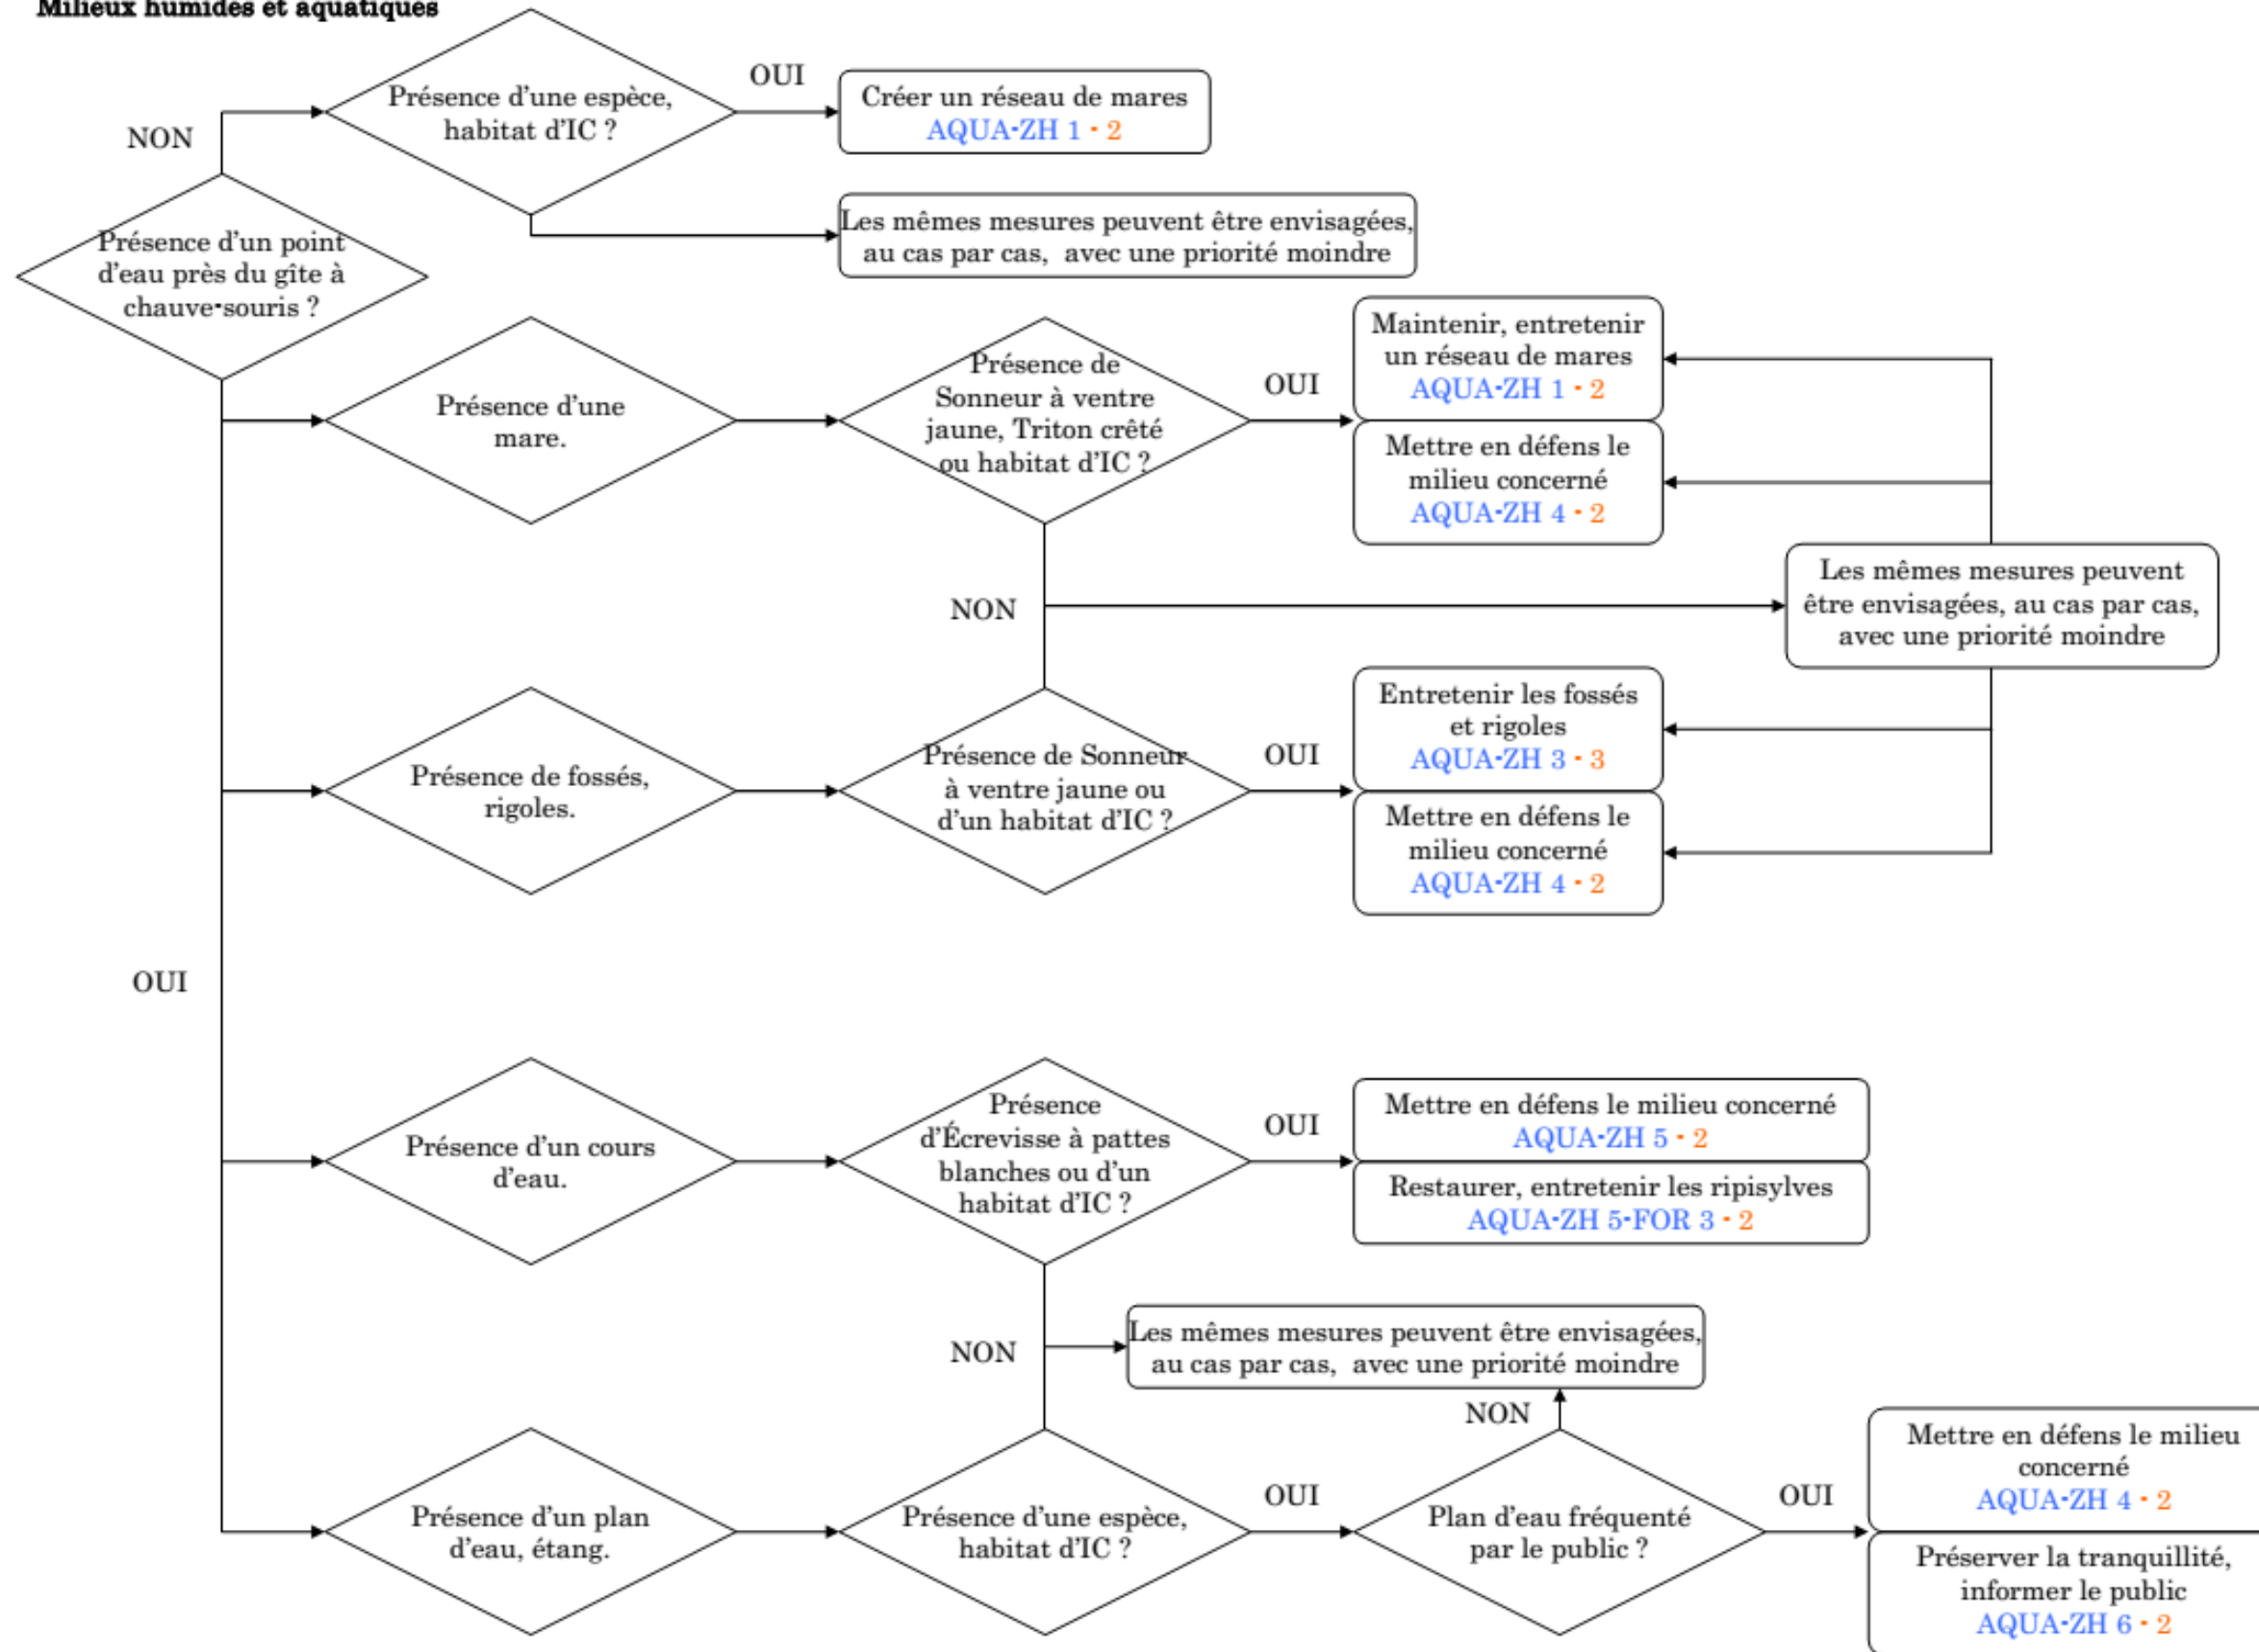 Milieux humides et aquatiques
Présence d'une espèce,
habitat d'IC ?
OUI
Créer un réseau de mares
AQUA-ZH 1 - 2
NON
Les mêmes mesures peuvent être envisagées,
au cas par cas,  avec une priorité moindre
Présence d'un point
d'eau près du gîte à
chauve-souris ?
Présence d'une
mare.
Présence de
Sonneur à ventre
jaune, Triton crêté
ou habitat d'IC ?
OUI
Maintenir, entretenir
un réseau de mares
AQUA-ZH 1 - 2
Mettre en défens le
milieu concerné
AQUA-ZH 4 - 2
NON
Les mêmes mesures peuvent
être envisagées, au cas par cas,
avec une priorité moindre
Présence de fossés,
rigoles.
Présence de Sonneur
à ventre jaune ou
d'un habitat d'IC ?
OUI
Entretenir les fossés
et rigoles
AQUA-ZH 3 - 3
Mettre en défens le
milieu concerné
AQUA-ZH 4 - 2
OUI
Présence d'un cours
d'eau.
Présence
d'Écrevisse à pattes
blanches ou d'un
habitat d'IC ?
OUI
Mettre en défens le milieu concerné
AQUA-ZH 5 - 2
Restaurer, entretenir les ripisylves
AQUA-ZH 5-FOR 3 - 2
NON
Les mêmes mesures peuvent être envisagées,
au cas par cas,  avec une priorité moindre
NON
Présence d'un plan
d'eau, étang.
Présence d'une espèce,
habitat d'IC ?
OUI
Plan d'eau fréquenté
par le public ?
OUI
Mettre en défens le milieu
concerné
AQUA-ZH 4 - 2
Préserver la tranquillité,
informer le public
AQUA-ZH 6 - 2